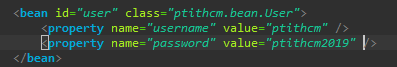 <bean id="user" class="ptithcm.bean.User">
<property name="username" value="ptithcm" />
<property name="password" value="ptithcm2019" />
</bean>